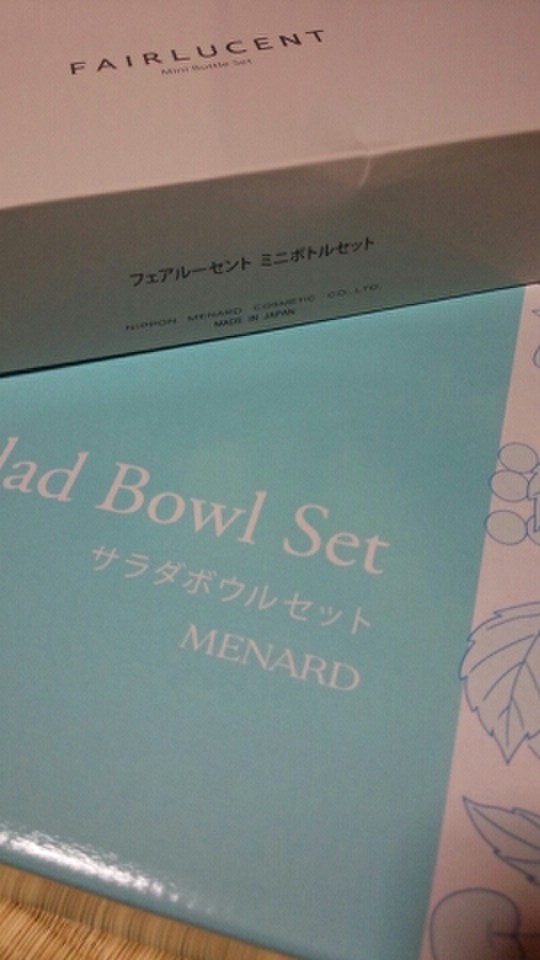 FAIRLUCENT
Mini Bottle Set
フェアルーセント ミニボトルセット
NIPPON MENARD COSMETIC CO., LTD.
MADE IN JAPAN
lad Bowl Set
サラダボウルセット
MENARD